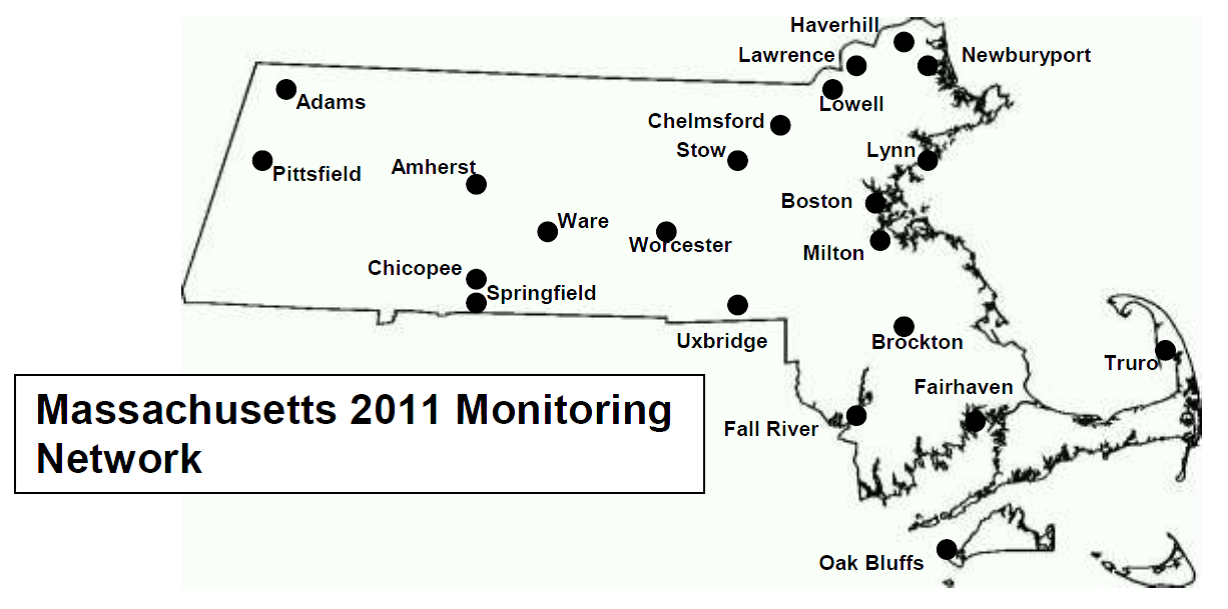 Haverhill
Lawrence
Newburyport
Adams
Lowell
Chelmsford
Stow
Lynn
Amherst
Pittsfield
Boston
Ware
Worcester
Milton
Chicopee
Springfield
Uxbridge
Brockton
Truro
Fairhaven
Massachusetts 2011 Monitoring
Network
Fall River
Oak Bluffs